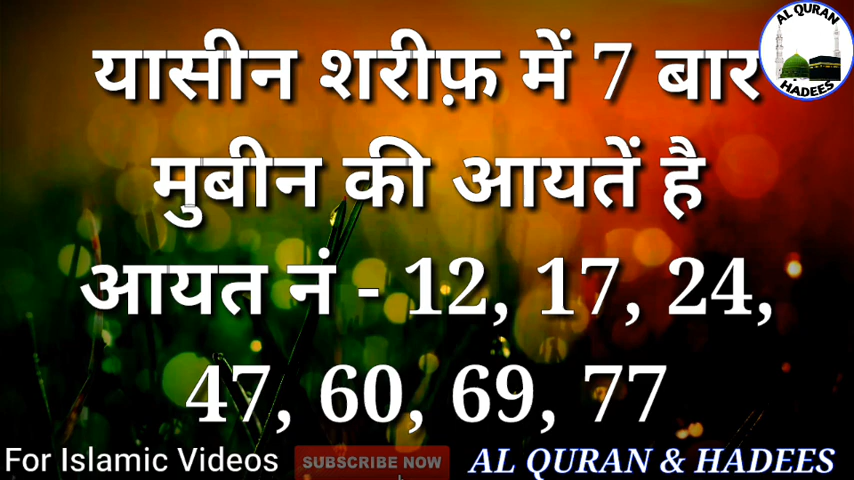 यासीन शरीफ़ में 7 बार
मुबीन की आयतें है
आयत नं - 12, 17, 24,
47, 60, 69, 77
AL QURAN
HADEES
For Islamic Videos SUBSCRIBE NOW AL QURAN & HADEES